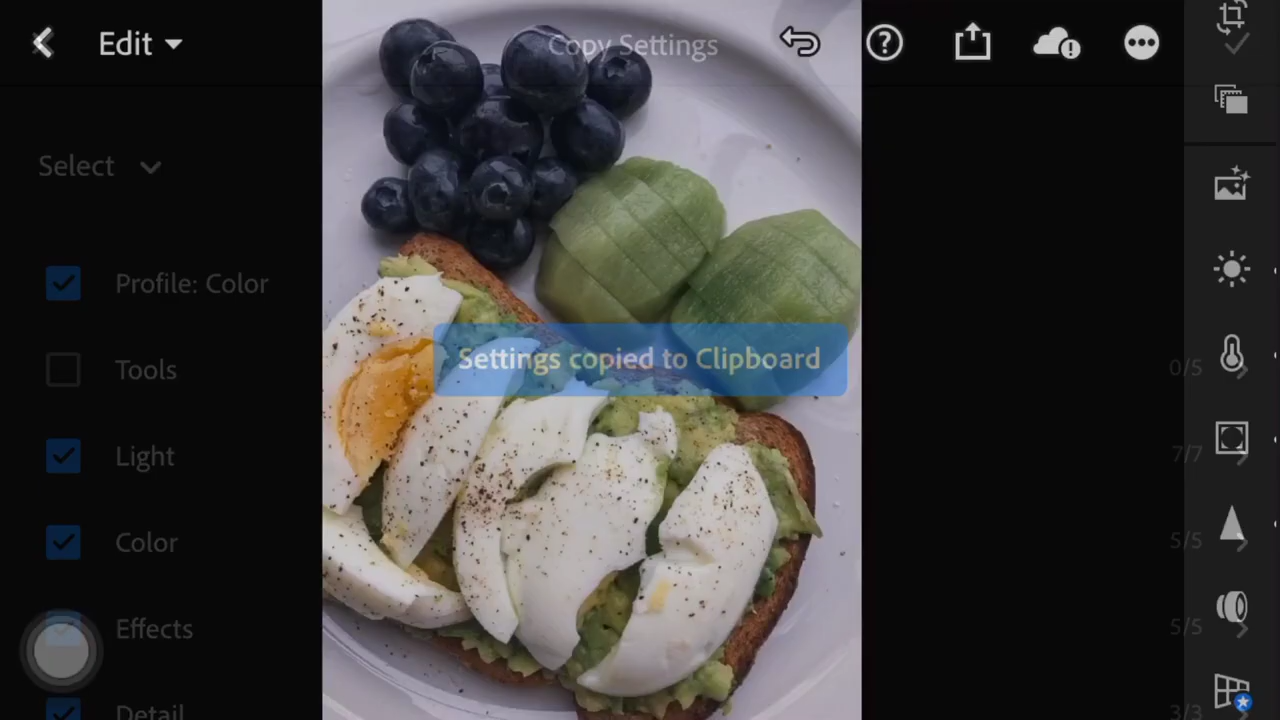 Edit
Copy Settings
Select
Profile: Color
Tools
0/5
Settings copied to Clipboard
Light
7/7
Color
5/5
Effects
5/5
Detail
3/3